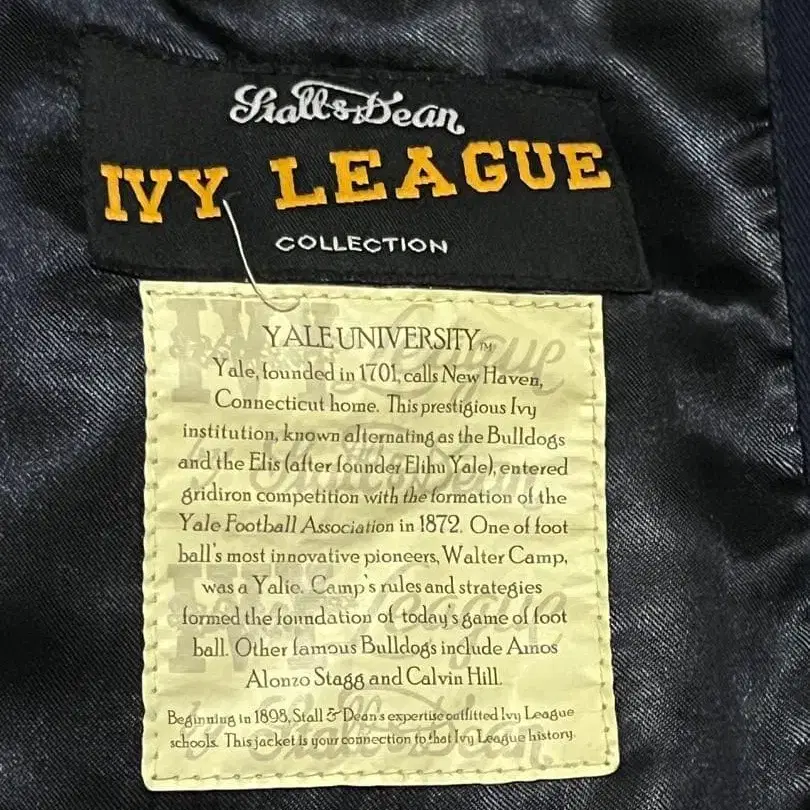 Stall & Dean
IVY LEAGUE
COLLECTION
YALE UNIVERSITY™
Yale, founded in 1701, calls New Haven,
Connecticut home. This prestigious Ivy
institution, known alternating as the Bulldogs
and the Elis (after founder Elihu Yale), entered
gridiron competition with the formation of the
Yale Football Association in 1872. One of foot
ball's most innovative pioneers, Walter Camp,
was a Yalie. Camp's rules and strategies
formed the foundation of today's game of foot
ball. Other famous Bulldogs include Amos
Alonzo Stagg and Calvin Hill.
Beginning in 1898, Stall & Dean's expertise outfitted Ivy League
schools. This jacket is your connection to that Ivy League history.